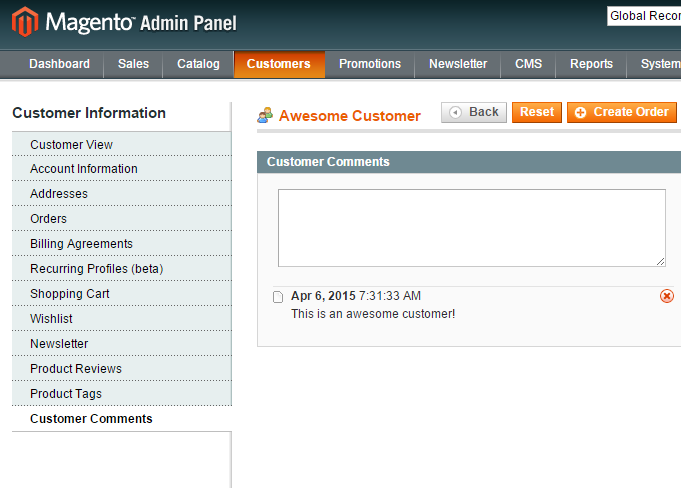 Magento™ Admin Panel
Global Recor
Dashboard Sales Catalog Customers Promotions Newsletter CMS Reports System
Customer Information
Customer View
Account Information
Addresses
Orders
Billing Agreements
Recurring Profiles (beta)
Shopping Cart
Wishlist
Newsletter
Product Reviews
Product Tags
Customer Comments
Awesome Customer Back Reset Create Order
Customer Comments
Apr 6, 2015 7:31:33 AM
This is an awesome customer!